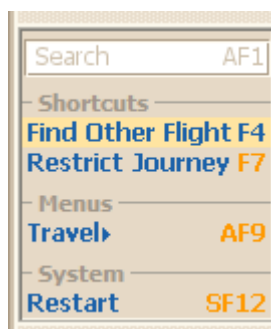 Search AF1
Shortcuts
Find Other Flight F4
Restrict Journey F7
Menus
Travel▸ AF9
System
Restart SF12